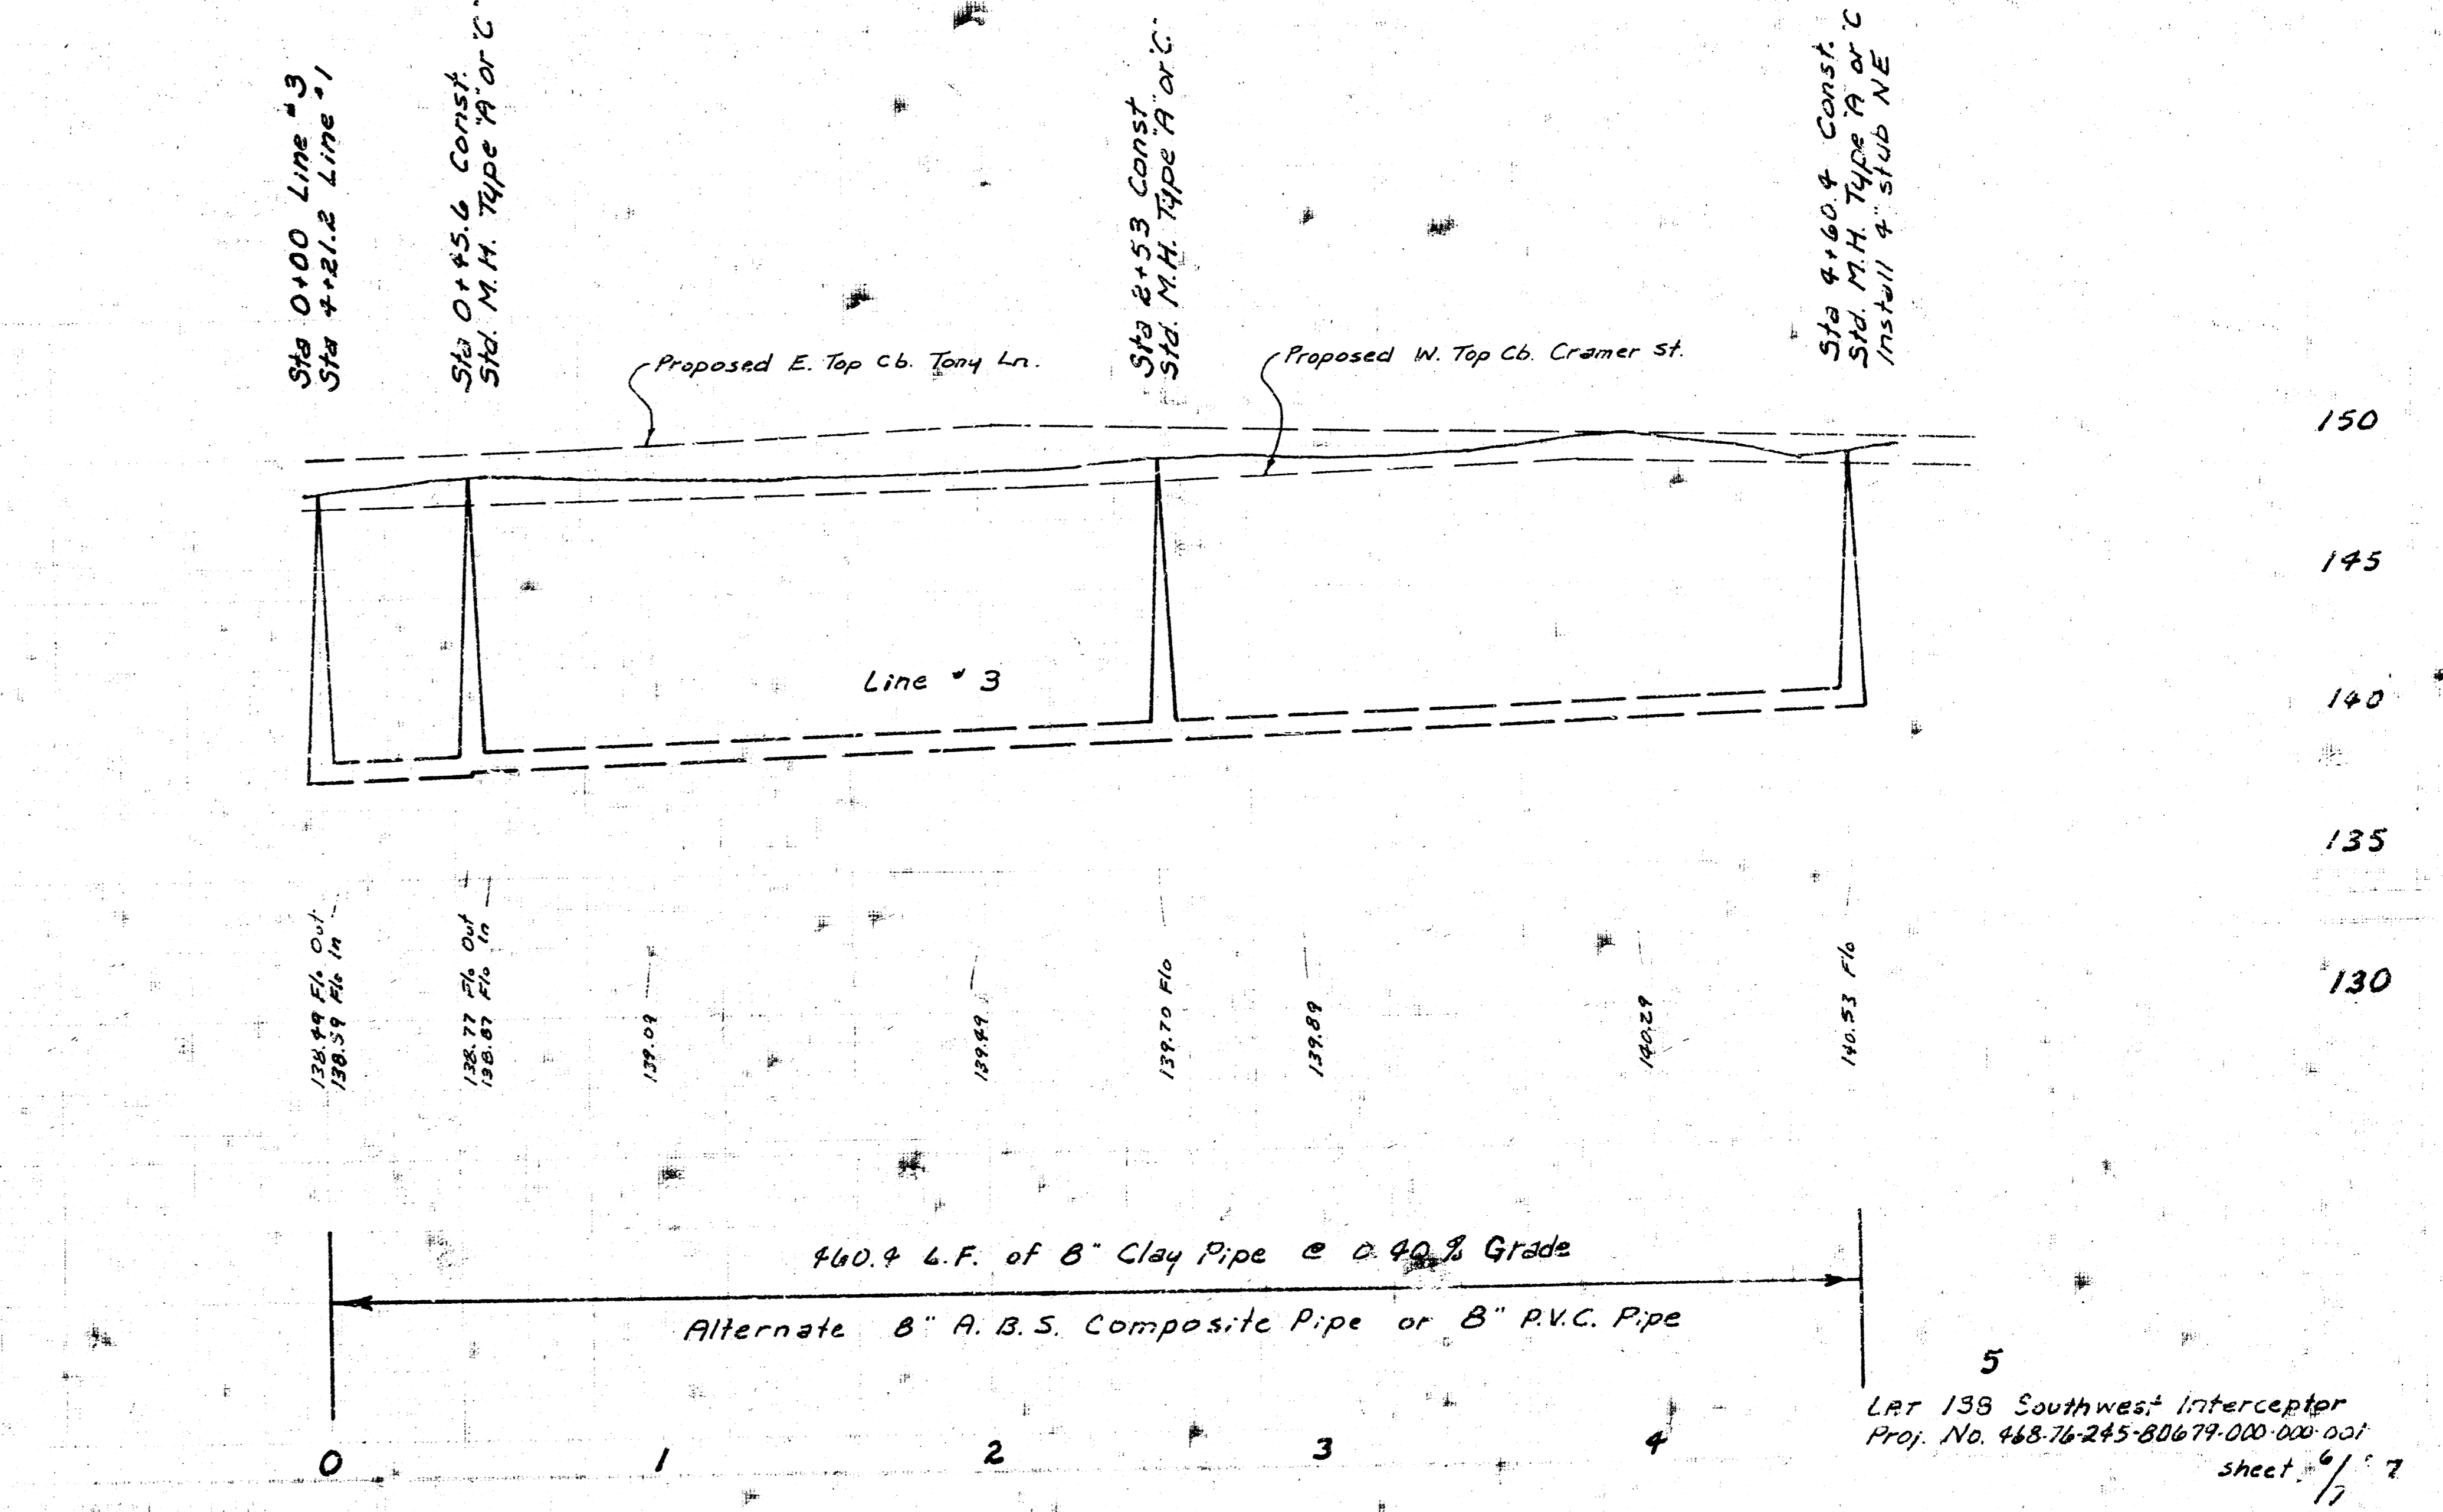 Sta 0+00 Line #3
Sta 4+21.2 Line #1
Sta 0+45.6 Const.
Std. M.H. Type "A" or "C"
Sta 2+53 Const
Std. M.H. Type "A" or "C"
Sta 4+60.4 Const.
Std. M.H. Type "A" or "C
Install 4" stub NE
Proposed E. Top Cb. Tony Ln.
Proposed W. Top Cb. Cramer St.
150
145
140
135
130
Line # 3
138.49 Flo Out
138.59 Flo In
138.77 Flo Out
138.87 Flo In
139.09
139.49
139.70 Flo
139.89
140.29
140.53 Flo
460.4 L.F. of 8" Clay Pipe @ 0.40 % Grade
Alternate 8" A.B.S. Composite Pipe or 8" P.V.C. Pipe
0
1
2
3
4
5
LAT 138 Southwest Interceptor
Proj. No. 468-76-245-80679-000-000-001
sheet 6/7